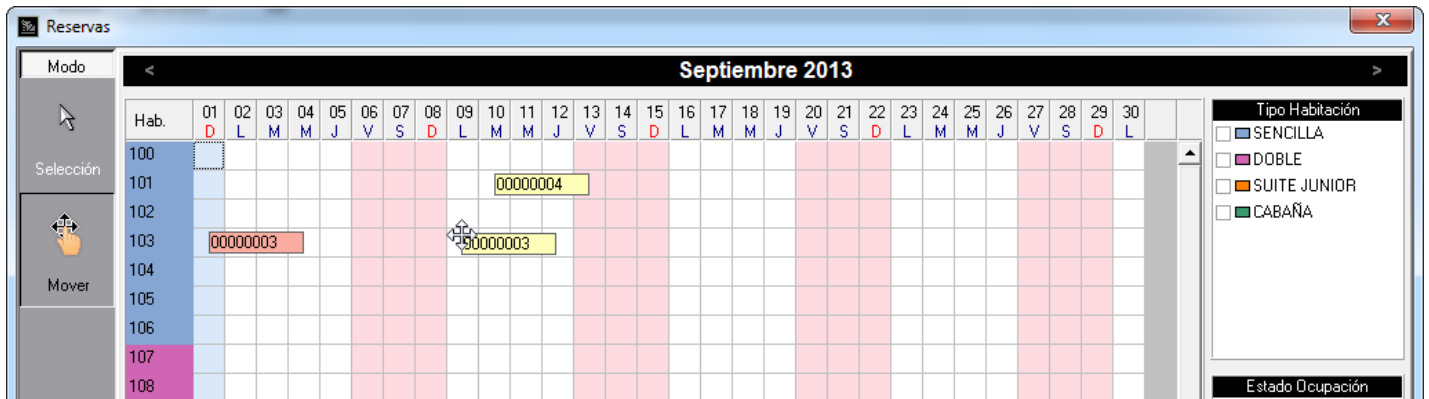 Reservas
Modo
< Septiembre 2013 >
Selección
Mover
Hab. 01 02 03 04 05 06 07 08 09 10 11 12 13 14 15 16 17 18 19 20 21 22 23 24 25 26 27 28 29 30
D L M M J V S D L M M J V S D L M M J V S D L M M J V S D L
100
101 00000004
102
103 00000003 00000003
104
105
106
107
108
Tipo Habitación
SENCILLA
DOBLE
SUITE JUNIOR
CABAÑA
Estado Ocupación